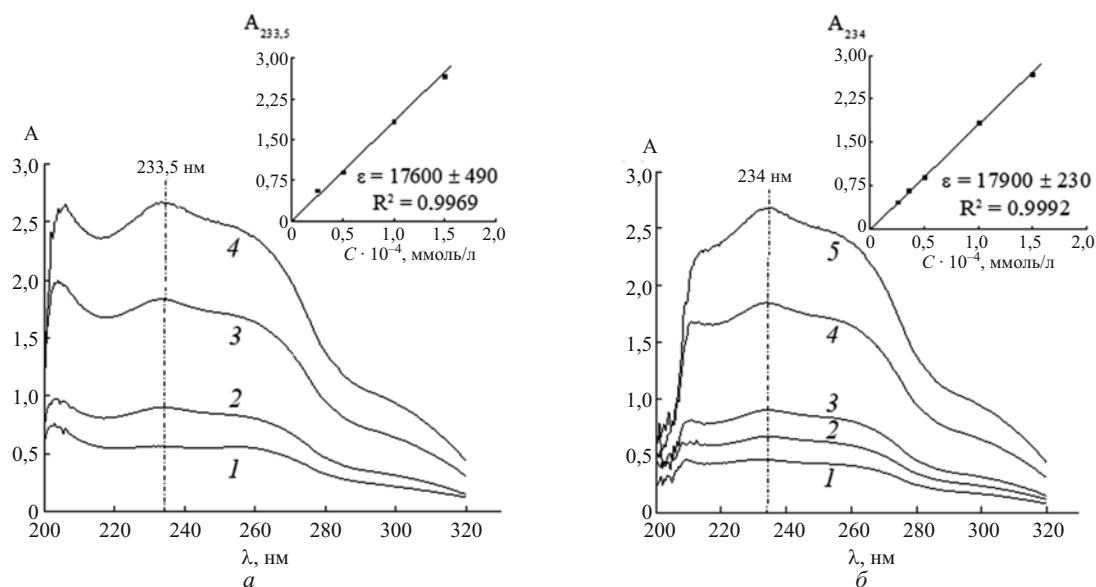 A233,5
3,00
2,25
1,50
0,75
0
0 0,5 1,0 1,5 2,0
C · 10⁻⁴, ммоль/л
ε = 17600 ± 490
R² = 0.9969
A
3,0
2,5
2,0
1,5
1,0
0,5
0
233,5 нм
4
3
2
1
200 220 240 260 280 300 320
λ, нм
а
A234
3,00
2,25
1,50
0,75
0
0 0,5 1,0 1,5 2,0
C · 10⁻⁴, ммоль/л
ε = 17900 ± 230
R² = 0.9992
A
3,0
2,5
2,0
1,5
1,0
0,5
0
234 нм
5
4
3
2
1
200 220 240 260 280 300 320
λ, нм
б